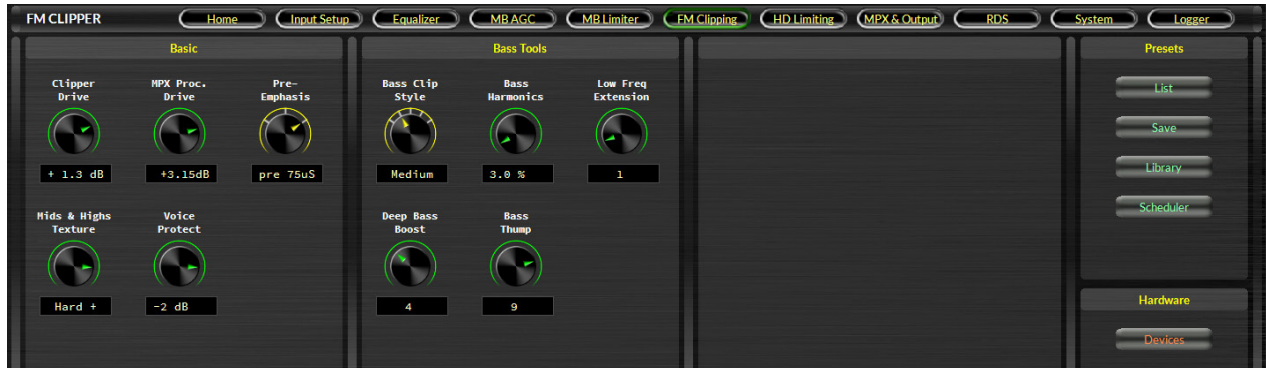 FM CLIPPER Home Input Setup Equalizer MB AGC MB Limiter FM Clipping HD Limiting MPX & Output RDS System Logger
Basic
Clipper MPX Proc. Pre-
Drive Drive Emphasis
+ 1.3 dB +3.15dB pre 75uS
Mids & Highs Voice
Texture Protect
Hard + -2 dB
Bass Tools
Bass Clip Bass Low Freq
Style Harmonics Extension
Medium 3.0 % 1
Deep Bass Bass
Boost Thump
4 9
Presets
List
Save
Library
Scheduler
Hardware
Devices